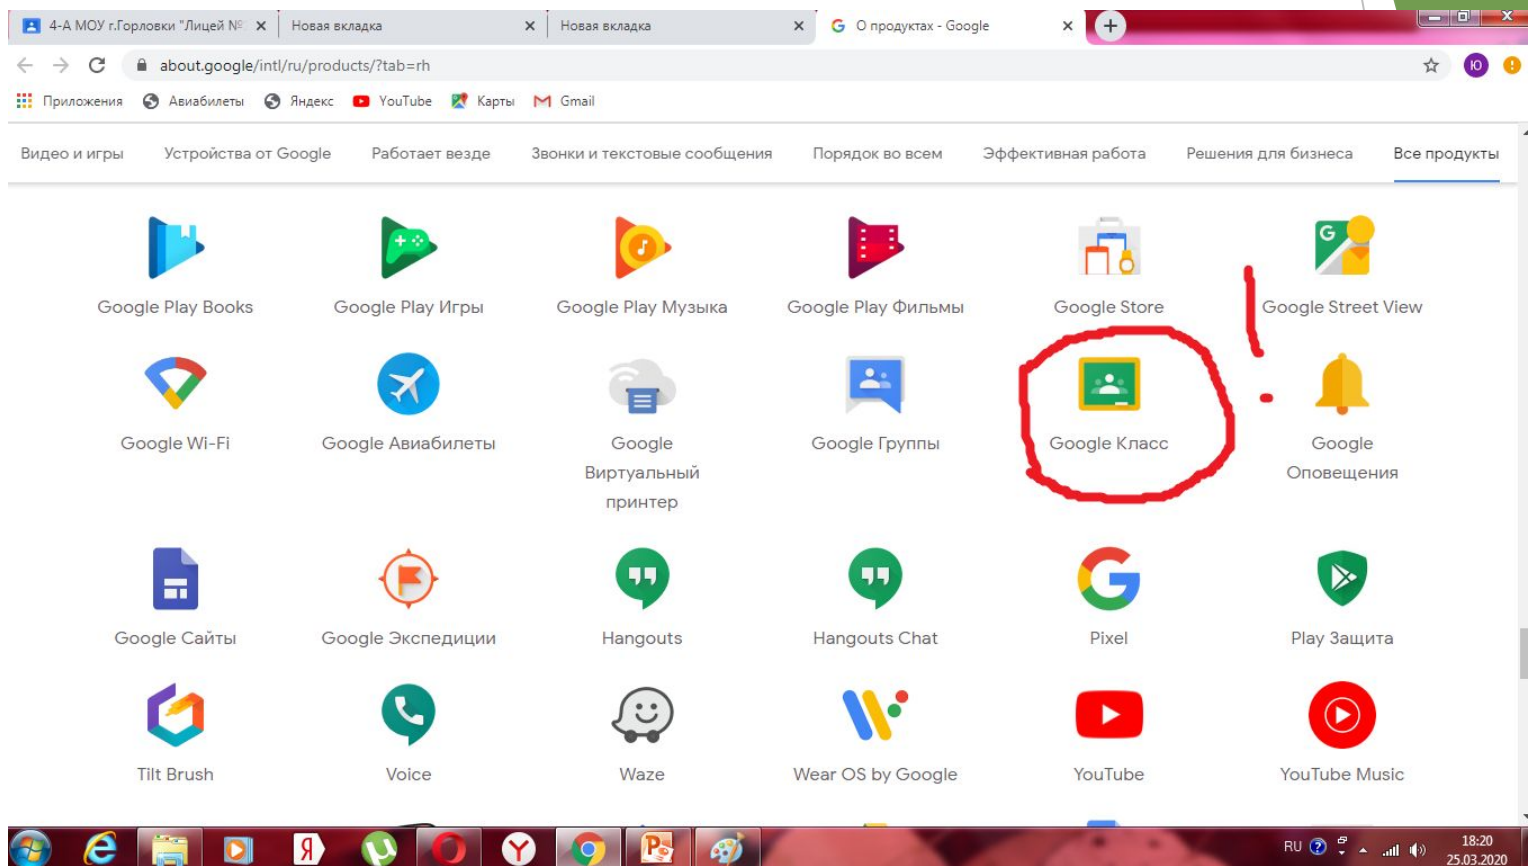 4-А МОУ г.Горловки "Лицей №
Новая вкладка
Новая вкладка
О продуктах - Google
about.google/intl/ru/products/?tab=rh
Ю
Приложения Авиабилеты Яндекс YouTube Карты Gmail
Видео и игры Устройства от Google Работает везде Звонки и текстовые сообщения Порядок во всем Эффективная работа Решения для бизнеса Все продукты
Google Play Books Google Play Игры Google Play Музыка Google Play Фильмы Google Store Google Street View
Google Wi-Fi Google Авиабилеты Google Виртуальный принтер Google Группы Google Класс Google Оповещения
Google Сайты Google Экспедиции Hangouts Hangouts Chat Pixel Play Защита
Tilt Brush Voice Waze Wear OS by Google YouTube YouTube Music
RU 18:20
25.03.2020